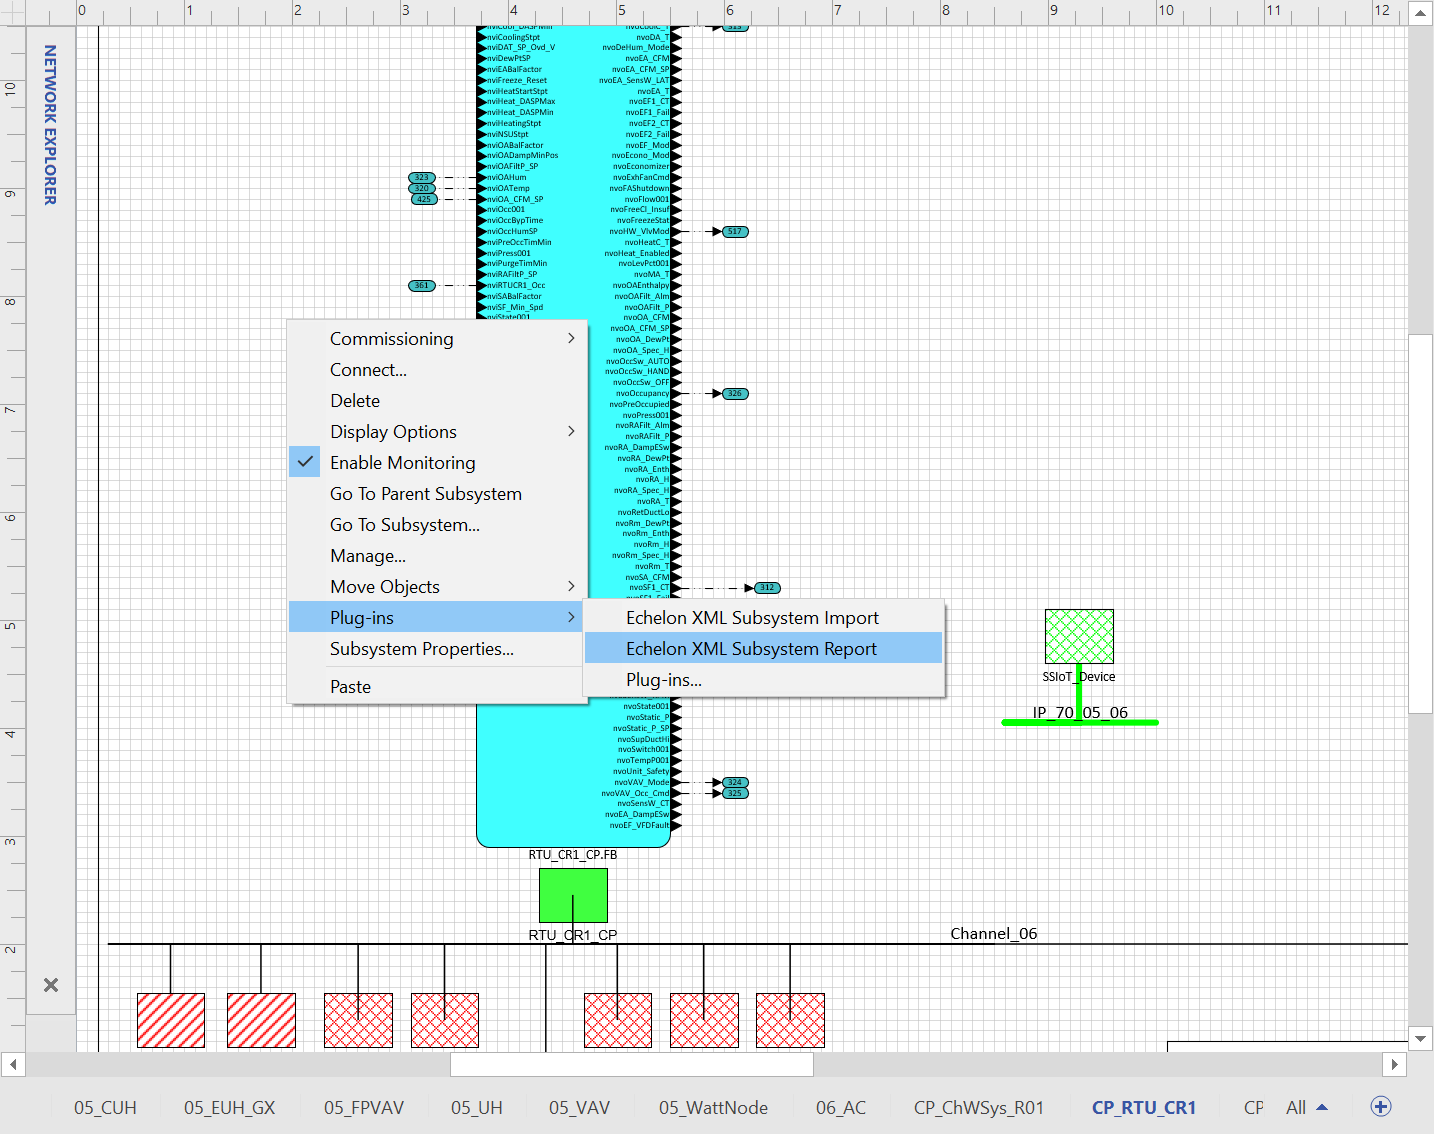 0 1 2 3 4 5 6 7 8 9 10 11 12
NETWORK EXPLORER
10
9
8
7
6
5
4
3
2
nviCool_DASPMin
nviCoolingStpt
nviDAT_SP_Ovd_V
nviDewPtSP
nviEABalFactor
nviFreeze_Reset
nviHeatStartStpt
nviHeat_DASPMax
nviHeat_DASPMin
nviHeatingStpt
nviNSUStpt
nviOABalFactor
nviOADampMinPos
nviOAFiltP_SP
323 nviOAHum
320 nviOATemp
425 nviOA_CFM_SP
nviOcc001
nviOccBypTime
nviOccHumSP
nviPreOccTimMin
nviPress001
nviPurgeTimMin
nviRAFiltP_SP
361 nviRTUCR1_Occ
nviSABalFactor
nviSF_Min_Spd
nviState001
nvoCoolC_T 313
nvoDA_T
nvoDeHum_Mode
nvoEA_CFM
nvoEA_CFM_SP
nvoEA_SensW_LAT
nvoEA_T
nvoEF1_CT
nvoEF1_Fail
nvoEF2_CT
nvoEF2_Fail
nvoEF_Mod
nvoEcono_Mod
nvoEconomizer
nvoExhFanCmd
nvoFAShutdown
nvoFlow001
nvoFreeCl_Insuf
nvoFreezeStat
nvoHW_VlvMod 517
nvoHeatC_T
nvoHeat_Enabled
nvoLevPct001
nvoMA_T
nvoOAEnthalpy
nvoOAFilt_Alm
nvoOAFilt_P
nvoOA_CFM
nvoOA_CFM_SP
nvoOA_DewPt
nvoOA_Spec_H
nvoOccSw_AUTO
nvoOccSw_HAND
nvoOccSw_OFF
nvoOccupancy 326
nvoPreOccupied
nvoPress001
nvoRAFilt_Alm
nvoRAFilt_P
nvoRA_DampESw
nvoRA_DewPt
nvoRA_Enth
nvoRA_H
nvoRA_Spec_H
nvoRA_T
nvoRetDuctLo
nvoRm_DewPt
nvoRm_Enth
nvoRm_H
nvoRm_Spec_H
nvoRm_T
nvoSA_CFM
nvoSF1_CT 312
nvoSF1_Fail
Commissioning
Connect...
Delete
Display Options
Enable Monitoring
Go To Parent Subsystem
Go To Subsystem...
Manage...
Move Objects
Plug-ins
Subsystem Properties...
Paste
Echelon XML Subsystem Import
Echelon XML Subsystem Report
Plug-ins...
nvoState001
nvoStatic_P
nvoStatic_P_SP
nvoSupDuctHi
nvoSwitch001
nvoTempP001
nvoUnit_Safety
nvoVAV_Mode 324
nvoVAV_Occ_Cmd 325
nvoSensW_CT
nvoEA_DampESw
nvoEF_VFDFault
RTU_CR1_CP.FB
RTU_CR1_CP
SSIoT_Device
IP_70_05_06
Channel_06
05_CUH 05_EUH_GX 05_FPVAV 05_UH 05_VAV 05_WattNode 06_AC CP_ChWSys_R01 CP_RTU_CR1 CP All